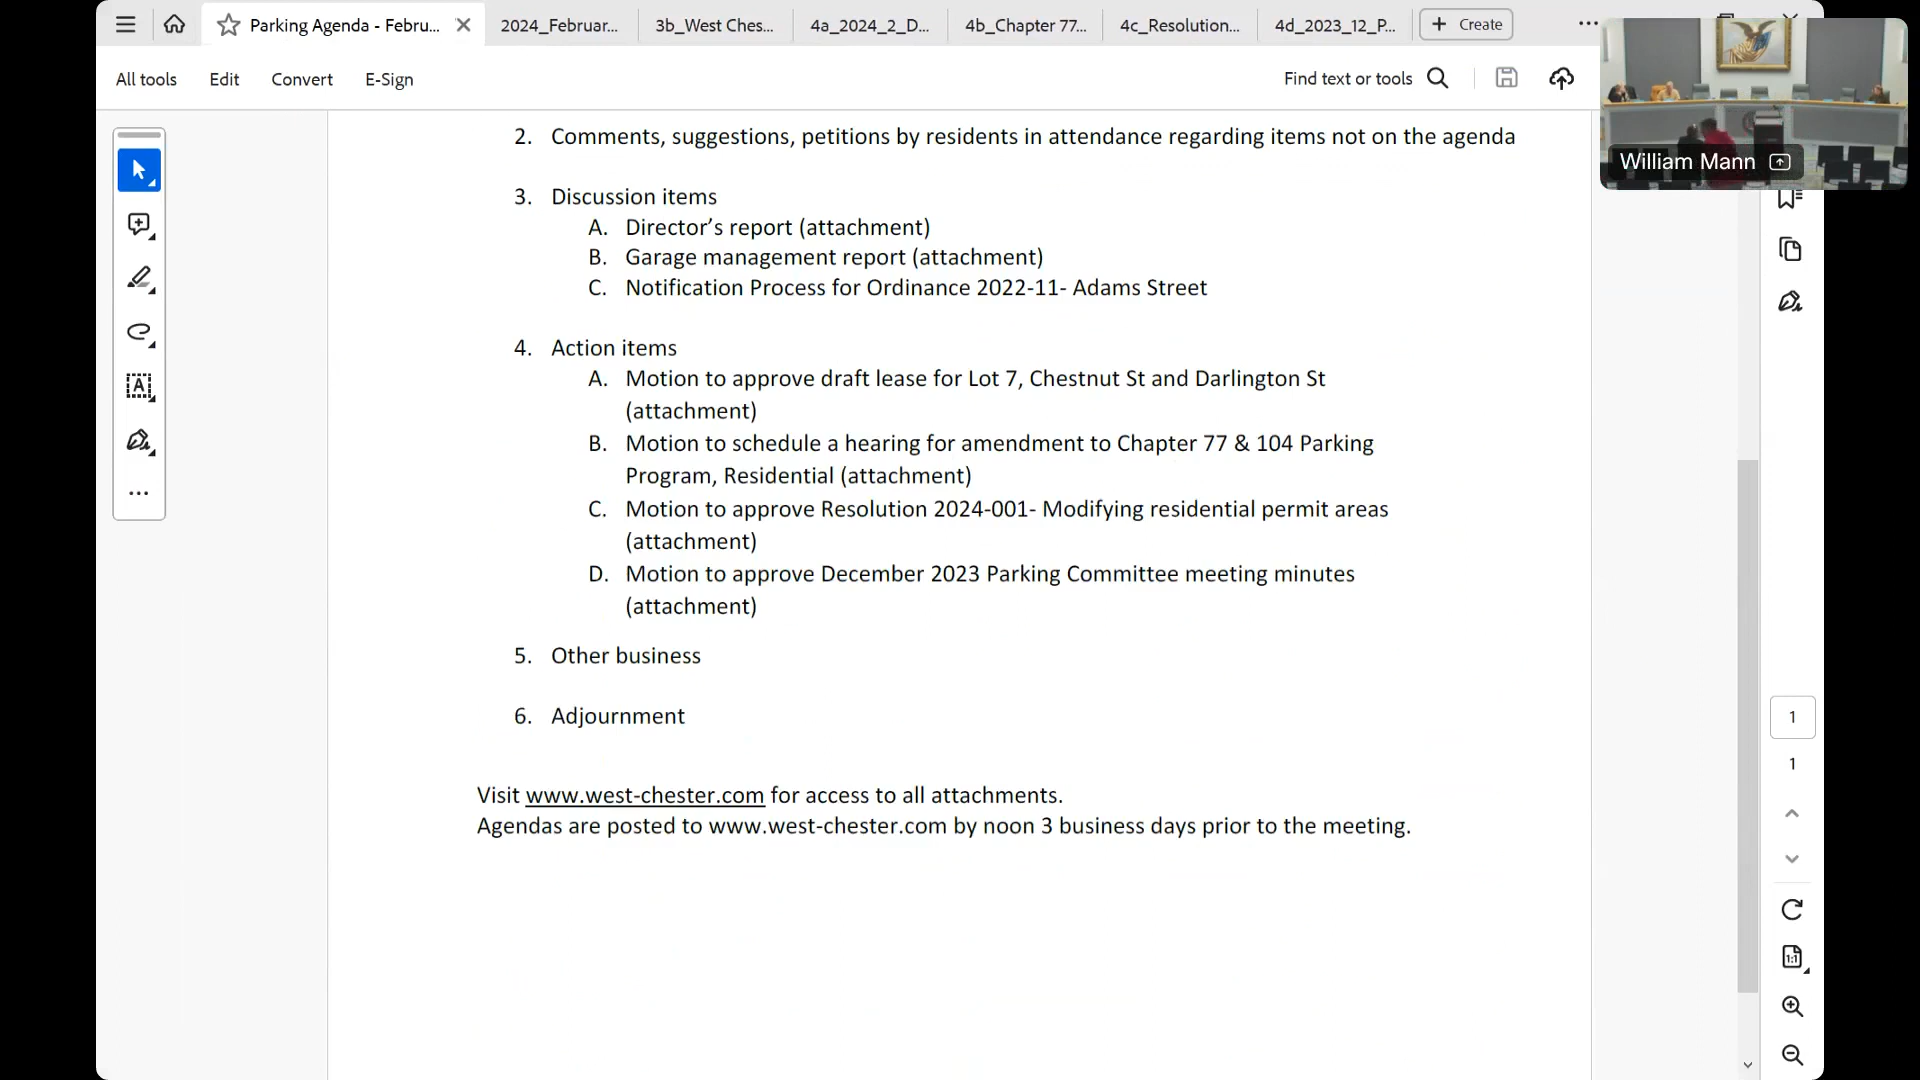 Parking Agenda - Febru...
2024_Februar...
3b_West Ches...
4a_2024_2_D...
4b_Chapter 77...
4c_Resolution...
4d_2023_12_P...
+ Create
All tools
Edit
Convert
E-Sign
Find text or tools
William Mann
2. Comments, suggestions, petitions by residents in attendance regarding items not on the agenda
3. Discussion items
A. Director’s report (attachment)
B. Garage management report (attachment)
C. Notification Process for Ordinance 2022-11- Adams Street
4. Action items
A. Motion to approve draft lease for Lot 7, Chestnut St and Darlington St
(attachment)
B. Motion to schedule a hearing for amendment to Chapter 77 & 104 Parking
Program, Residential (attachment)
C. Motion to approve Resolution 2024-001- Modifying residential permit areas
(attachment)
D. Motion to approve December 2023 Parking Committee meeting minutes
(attachment)
5. Other business
6. Adjournment
Visit www.west-chester.com for access to all attachments.
Agendas are posted to www.west-chester.com by noon 3 business days prior to the meeting.
1
1